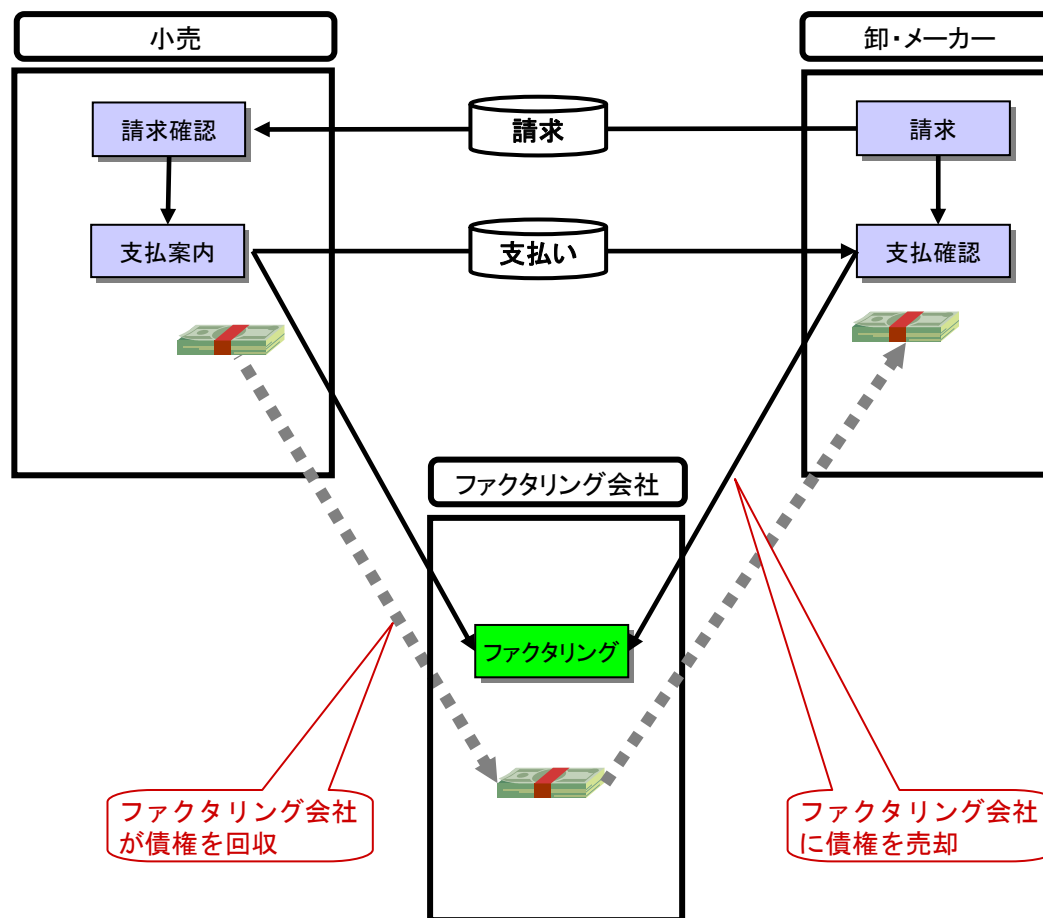 小売
卸・メーカー
請求確認
請求
請求
支払案内
支払い
支払確認
ファクタリング会社
ファクタリング
ファクタリング会社
が債権を回収
ファクタリング会社
に債権を売却